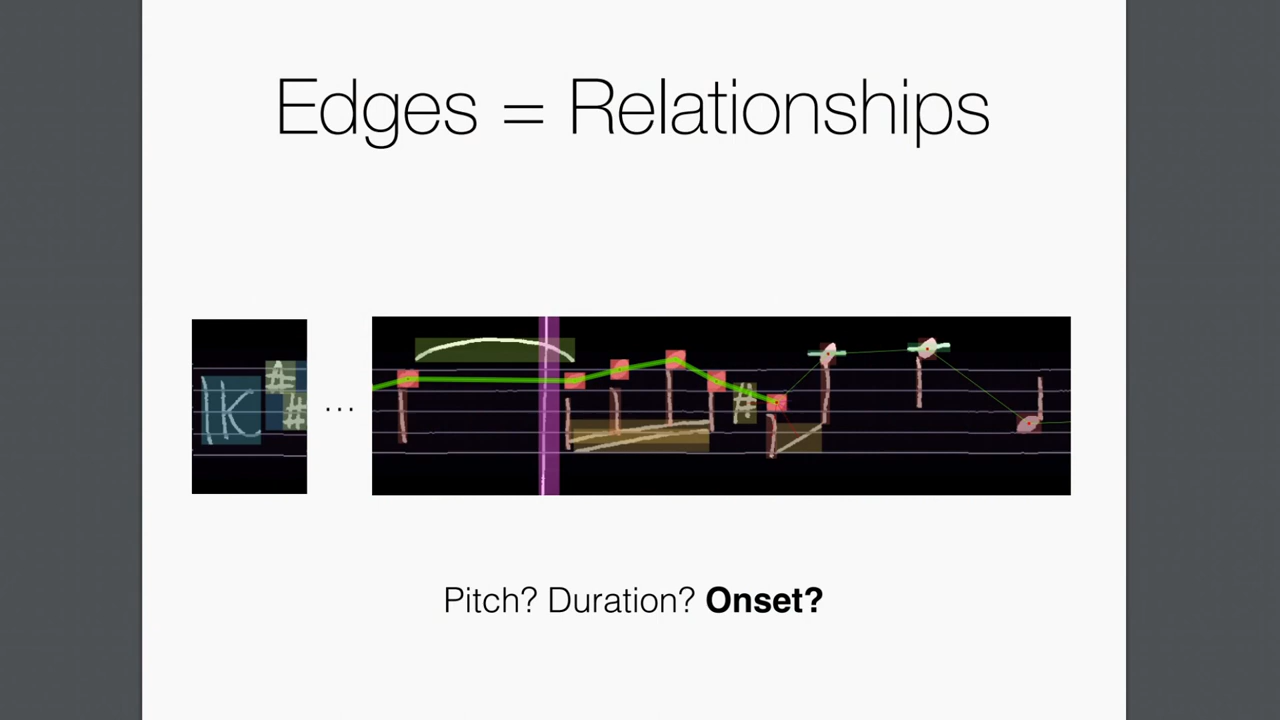 Edges = Relationships
...
Pitch? Duration? Onset?